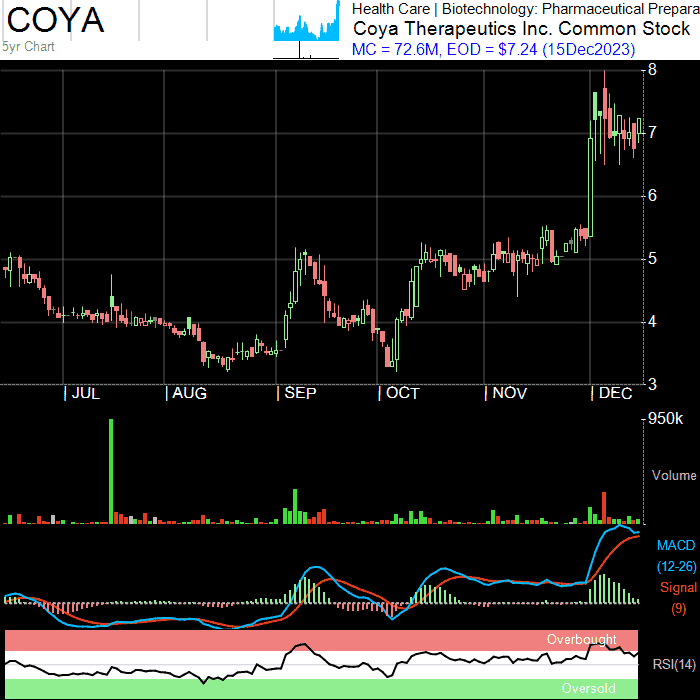 COYA
5yr Chart
Health Care | Biotechnology: Pharmaceutical Prepara
Coya Therapeutics Inc. Common Stock
MC = 72.6M, EOD = $7.24 (15Dec2023)
8
7
6
5
4
3
| JUL | AUG | SEP | OCT | NOV | DEC
950k
Volume
MACD
(12-26)
Signal
(9)
Overbought
RSI(14)
Oversold